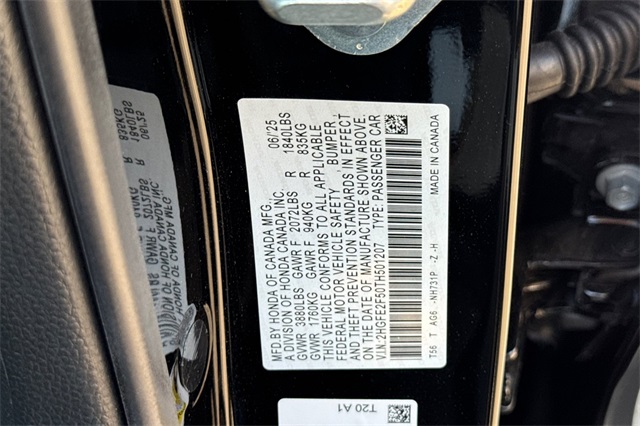 MFD. BY HONDA OF CANADA MFG. 06/'25
A DIVISION OF HONDA CANADA INC.
GVWR 3880LBS GAWR F 2072LBS R 1840LBS
GVWR 1760KG GAWR F 940KG R 835KG
THIS VEHICLE CONFORMS TO ALL APPLICABLE
FEDERAL MOTOR VEHICLE SAFETY, BUMPER,
AND THEFT PREVENTION STANDARDS IN EFFECT
ON THE DATE OF MANUFACTURE SHOWN ABOVE.
V.I.N.:2HGFE2F50TH501207 TYPE:PASSENGER CAR
T56 T AG6 -NH731P -Z -H MADE IN CANADA
T20 A1